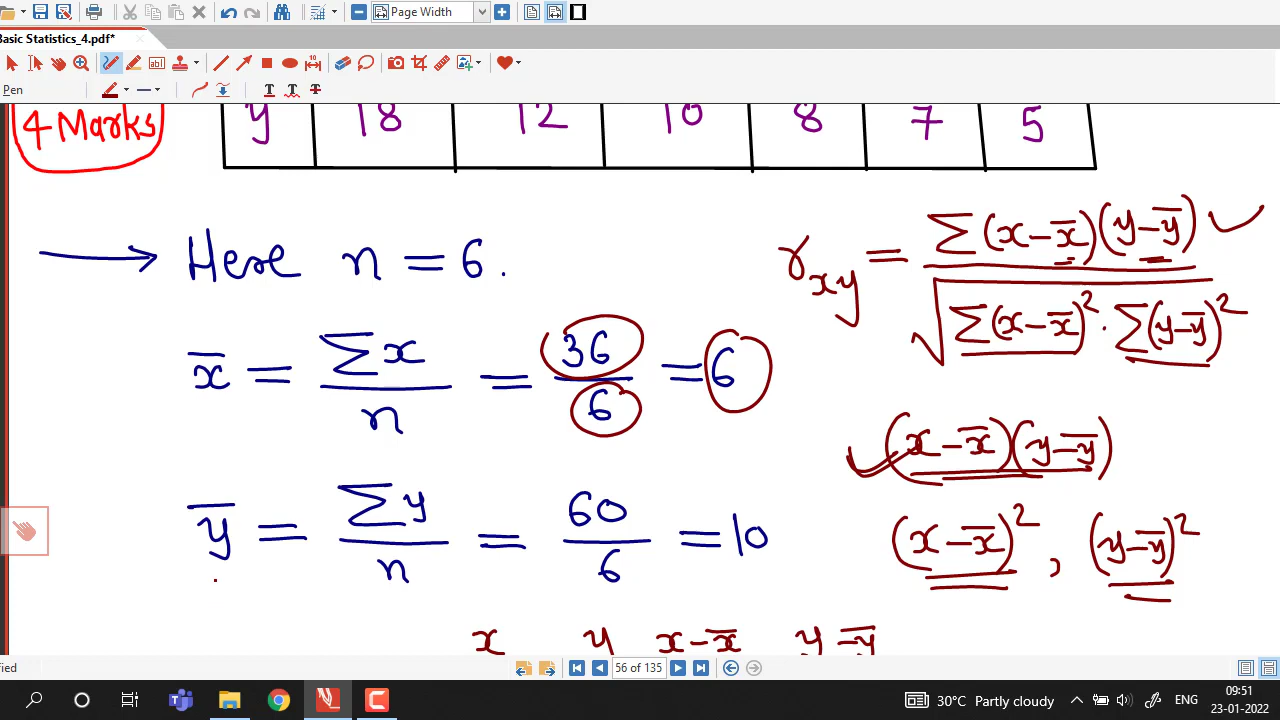 Page Width
Basic Statistics_4.pdf*
Pen
4 Marks
y 18 12 10 8 7 5
Here n = 6.
r_xy = Σ(x-x̅)(y-y̅) / √(Σ(x-x̅)² · Σ(y-y̅)²)
x̅ = Σx / n = 36 / 6 = 6
(x-x̅)(y-y̅)
y̅ = Σy / n = 60 / 6 = 10
(x-x̅)², (y-y̅)²
x y x-x̅ y-y̅
fied
56 of 135
30°C Partly cloudy
ENG
09:51
23-01-2022